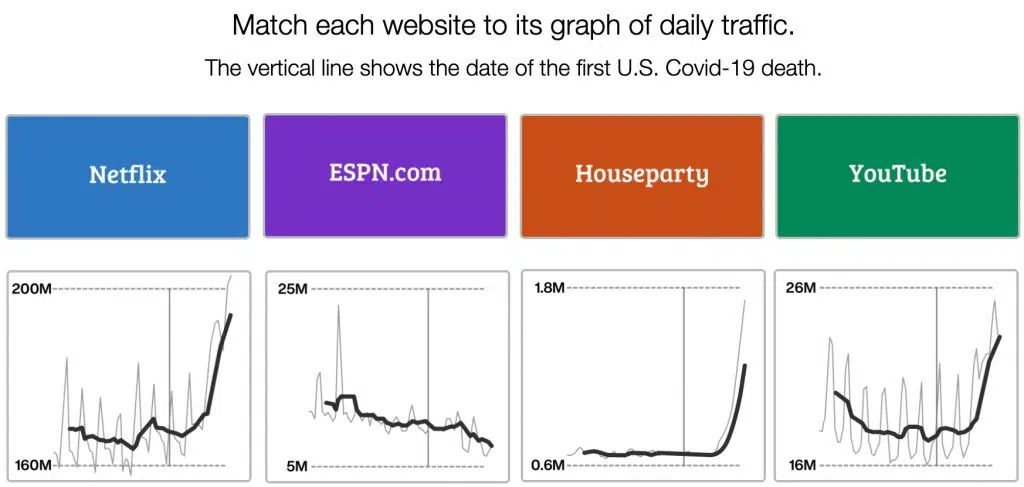 Match each website to its graph of daily traffic.
The vertical line shows the date of the first U.S. Covid-19 death.
Netflix
ESPN.com
Houseparty
YouTube
200M
160M
25M
5M
1.8M
0.6M
26M
16M